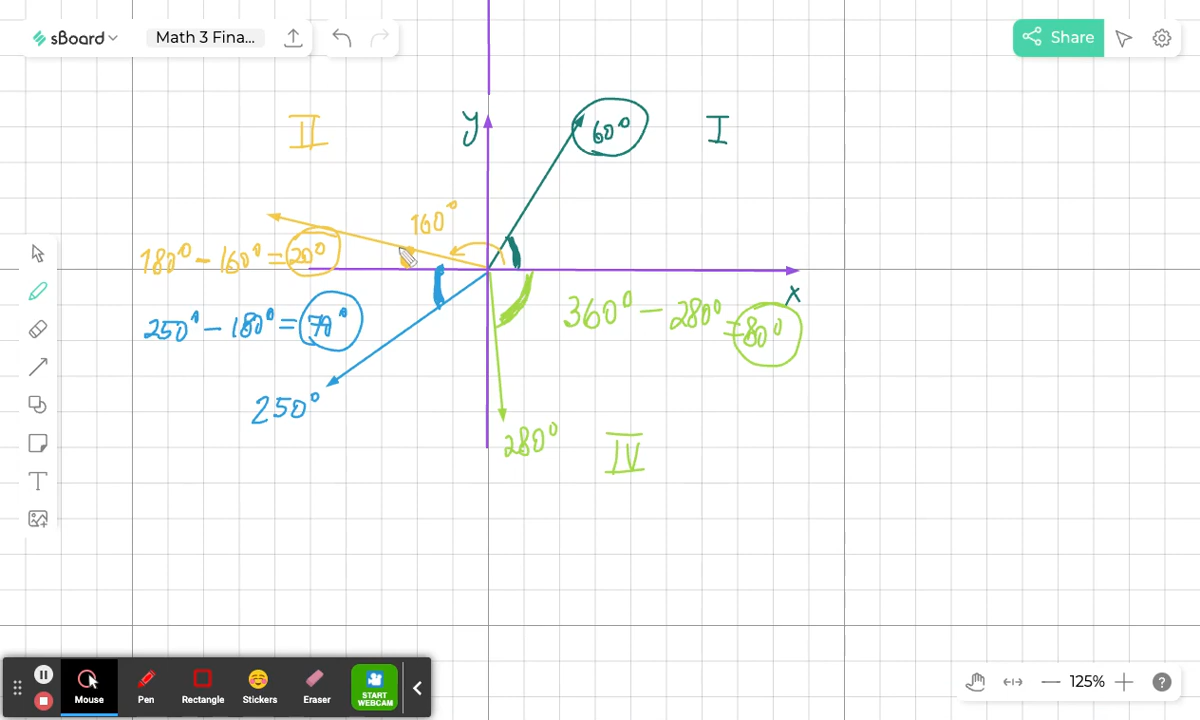 sBoard
Math 3 Fina...
Share
II
y
60°
I
160°
180° - 160° = 20°
x
360° - 280° = 80°
250° - 180° = 70°
250°
280°
IV
T
Mouse
Pen
Rectangle
Stickers
Eraser
START
WEBCAM
125%
?